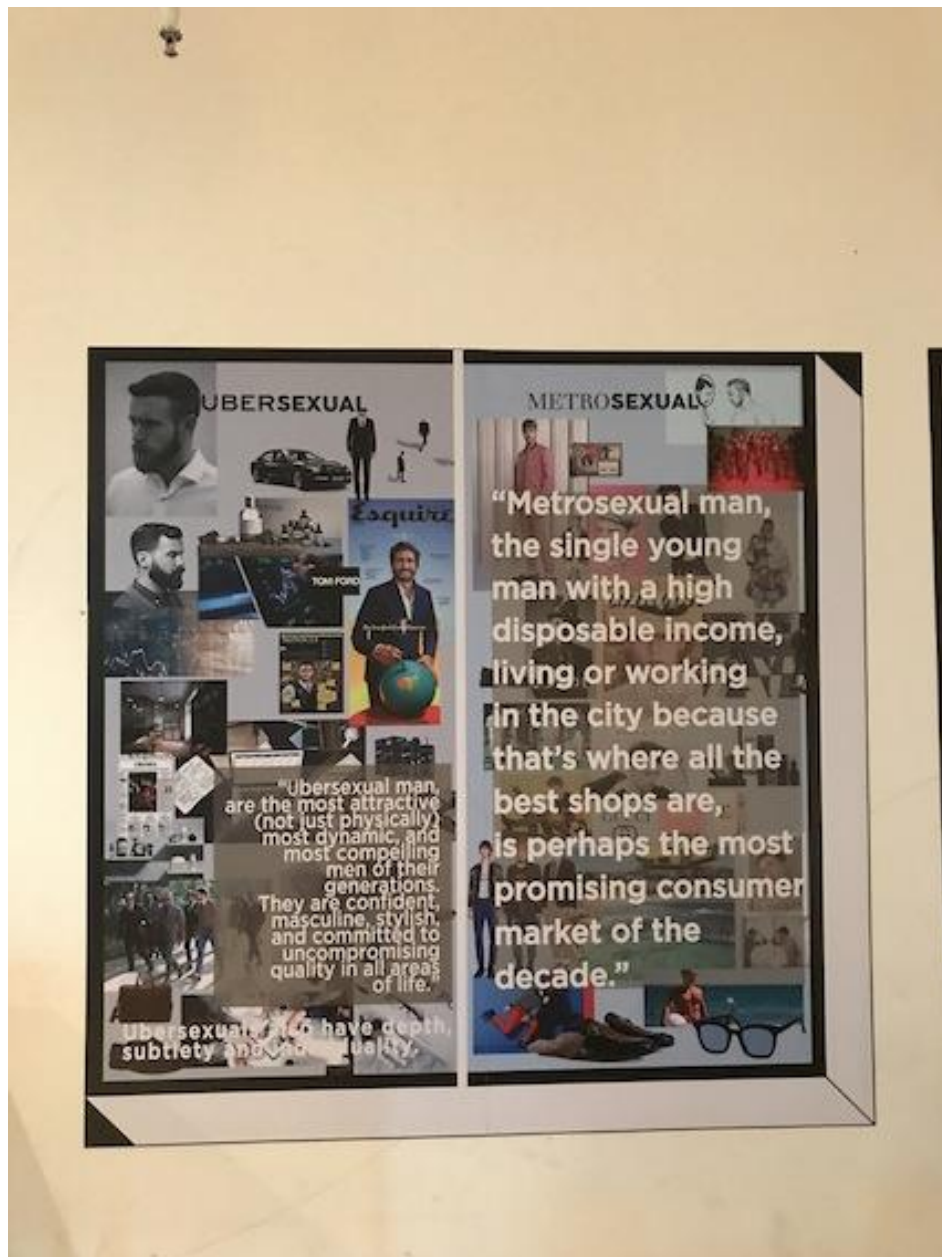 UBERSEXUAL
Esquire
TOM FORD
"Ubersexual man,
are the most attractive
(not just physically)
most dynamic, and
most compelling
men of their
generations.
They are confident,
masculine, stylish,
and committed to
uncompromising
quality in all areas
of life."
have depth,
subtlety and
METROSEXUAL
"Metrosexual man,
the single young
man with a high
disposable income,
living or working
in the city because
that's where all the
best shops are,
is perhaps the most
promising consumer
market of the
decade."